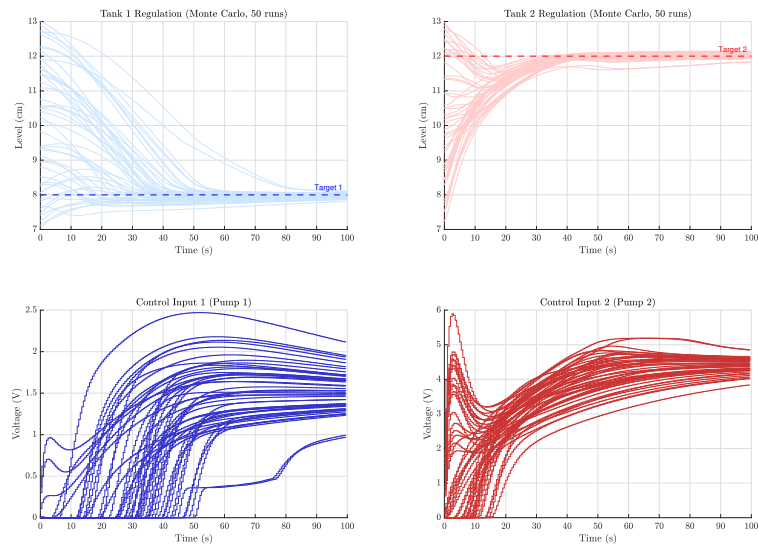 Tank 1 Regulation (Monte Carlo, 50 runs)
13
12
11
10
9
8
7
Level (cm)
Target 1
0 10 20 30 40 50 60 70 80 90 100
Time (s)
Tank 2 Regulation (Monte Carlo, 50 runs)
13
12
11
10
9
8
7
Level (cm)
Target 2
0 10 20 30 40 50 60 70 80 90 100
Time (s)
Control Input 1 (Pump 1)
2.5
2
1.5
1
0.5
0
Voltage (V)
0 10 20 30 40 50 60 70 80 90 100
Time (s)
Control Input 2 (Pump 2)
6
5
4
3
2
1
0
Voltage (V)
0 10 20 30 40 50 60 70 80 90 100
Time (s)